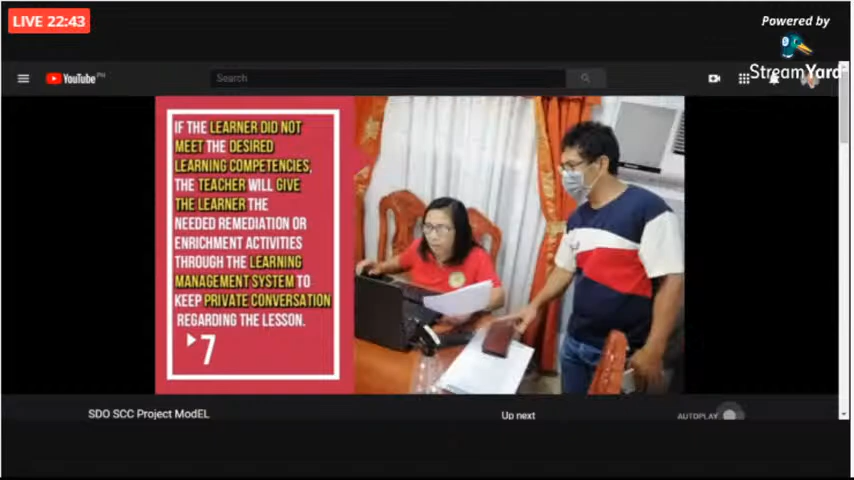 LIVE 22:43
Powered by
StreamYard
YouTube PH
Search
IF THE LEARNER DID NOT
MEET THE DESIRED
LEARNING COMPETENCIES,
THE TEACHER WILL GIVE
THE LEARNER THE
NEEDED REMEDIATION OR
ENRICHMENT ACTIVITIES
THROUGH THE LEARNING
MANAGEMENT SYSTEM TO
KEEP PRIVATE CONVERSATION
REGARDING THE LESSON.
7
SDO SCC Project ModEL
Up next
AUTOPLAY